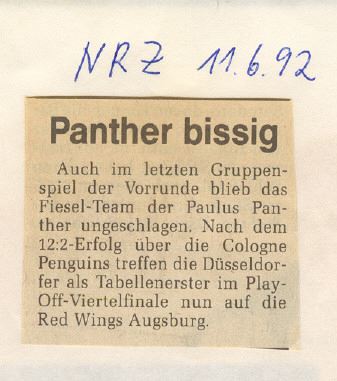 NRZ 11.6.92
Panther bissig
Auch im letzten Gruppen-
spiel der Vorrunde blieb das
Fiesel-Team der Paulus Pan-
ther ungeschlagen. Nach dem
12:2-Erfolg über die Cologne
Penguins treffen die Düsseldor-
fer als Tabellenerster im Play-
Off-Viertelfinale nun auf die
Red Wings Augsburg.